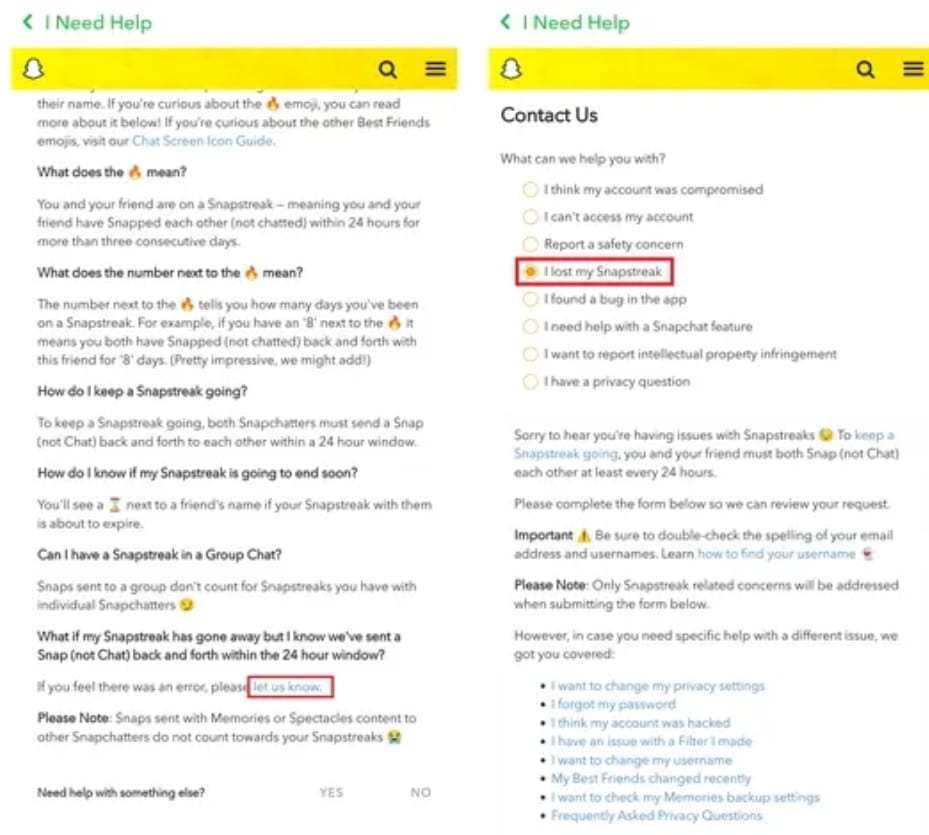 I Need Help
their name. If you're curious about the 🔥 emoji, you can read
more about it below! If you're curious about the other Best Friends
emojis, visit our Chat Screen Icon Guide.
What does the 🔥 mean?
You and your friend are on a Snapstreak – meaning you and your
friend have Snapped each other (not chatted) within 24 hours for
more than three consecutive days.
What does the number next to the 🔥 mean?
The number next to the 🔥 tells you how many days you've been
on a Snapstreak. For example, if you have an '8' next to the 🔥 it
means you both have Snapped (not chatted) back and forth with
this friend for '8' days. (Pretty impressive, we might add!)
How do I keep a Snapstreak going?
To keep a Snapstreak going, both Snapchatters must send a Snap
(not Chat) back and forth to each other within a 24 hour window.
How do I know if my Snapstreak is going to end soon?
You'll see a ⌛ next to a friend's name if your Snapstreak with them
is about to expire.
Can I have a Snapstreak in a Group Chat?
Snaps sent to a group don't count for Snapstreaks you have with
individual Snapchatters 😏
What if my Snapstreak has gone away but I know we've sent a
Snap (not Chat) back and forth within the 24 hour window?
If you feel there was an error, please let us know.
Please Note: Snaps sent with Memories or Spectacles content to
other Snapchatters do not count towards your Snapstreaks 😭
Need help with something else? YES NO
I Need Help
Contact Us
What can we help you with?
I think my account was compromised
I can't access my account
Report a safety concern
I lost my Snapstreak
I found a bug in the app
I need help with a Snapchat feature
I want to report intellectual property infringement
I have a privacy question
Sorry to hear you're having issues with Snapstreaks 😥 To keep a
Snapstreak going, you and your friend must both Snap (not Chat)
each other at least every 24 hours.
Please complete the form below so we can review your request.
Important ⚠️ Be sure to double-check the spelling of your email
address and usernames. Learn how to find your username 👻
Please Note: Only Snapstreak related concerns will be addressed
when submitting the form below.
However, in case you need specific help with a different issue, we
got you covered:
• I want to change my privacy settings
• I forgot my password
• I think my account was hacked
• I have an issue with a Filter I made
• I want to change my username
• My Best Friends changed recently
• I want to check my Memories backup settings
• Frequently Asked Privacy Questions